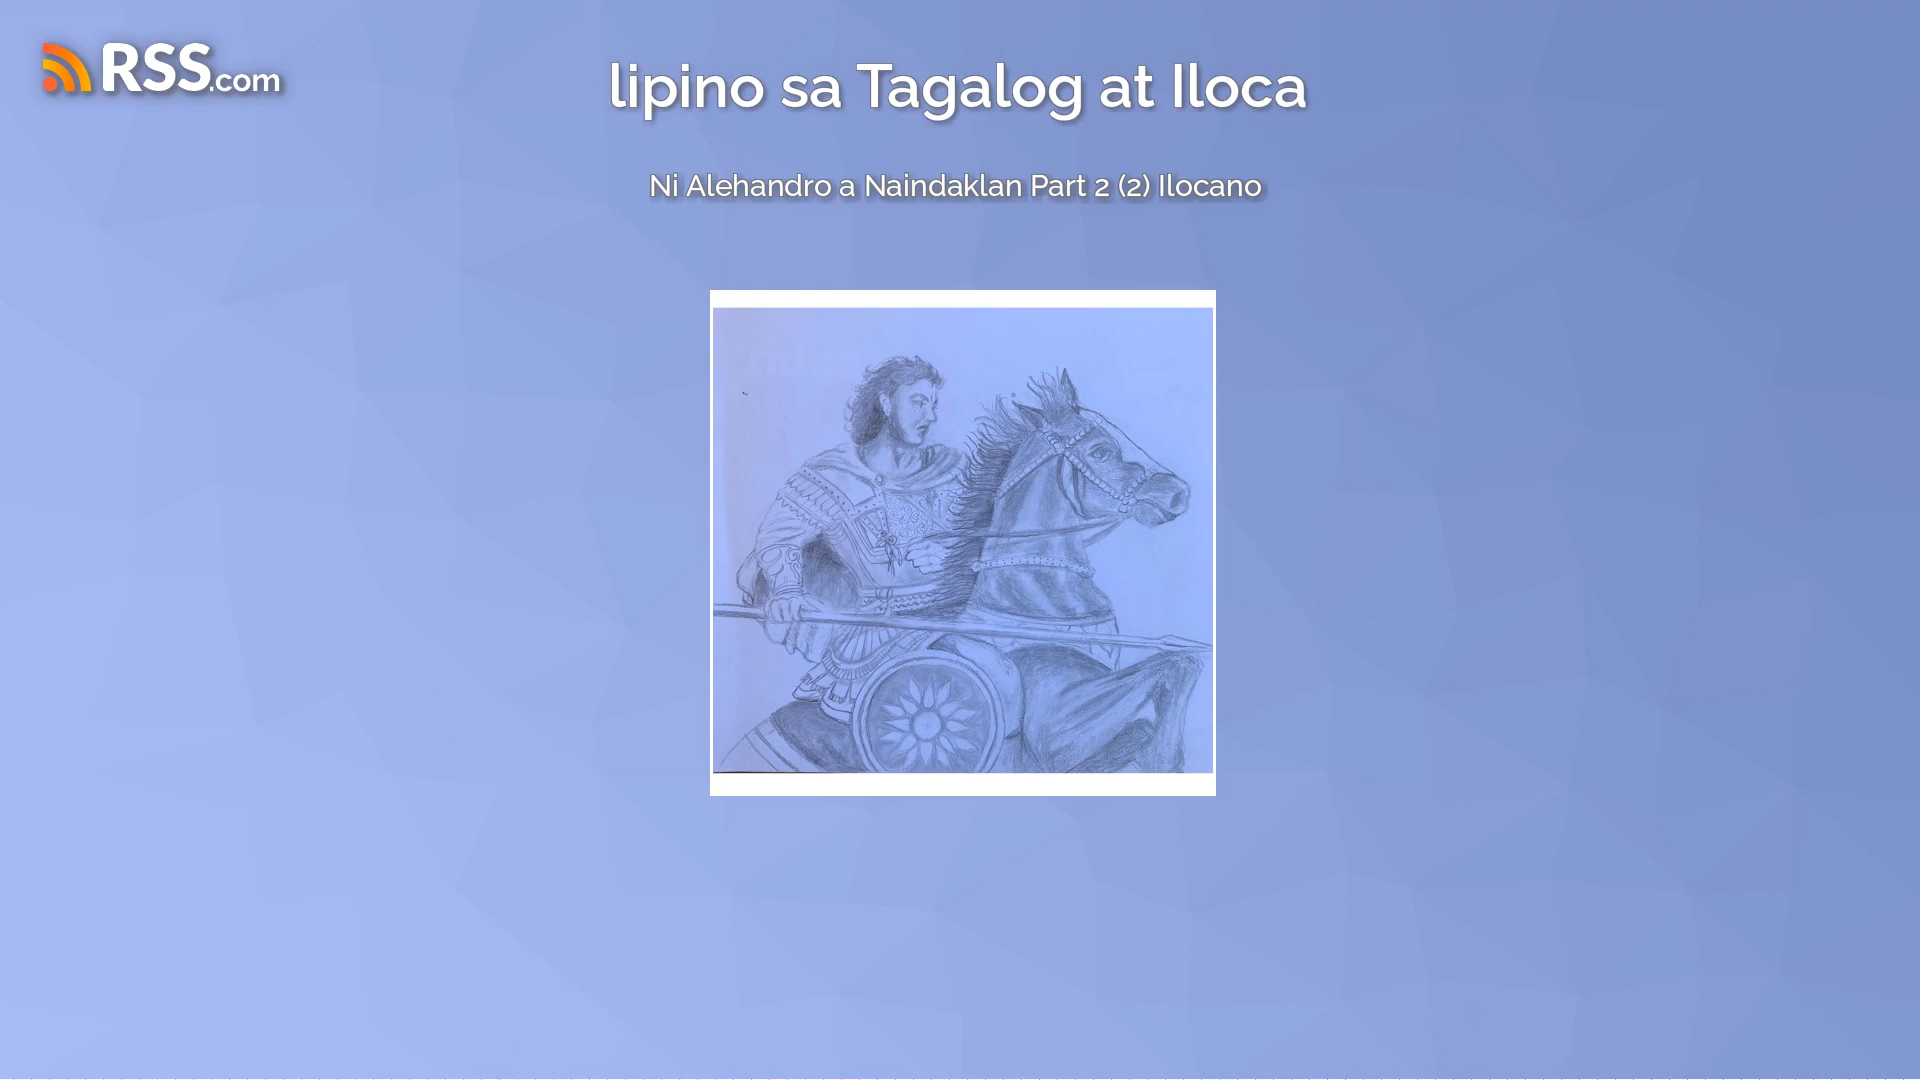 RSS.com
lipino sa Tagalog at Iloca
Ni Alehandro a Naindaklan Part 2 (2) Ilocano